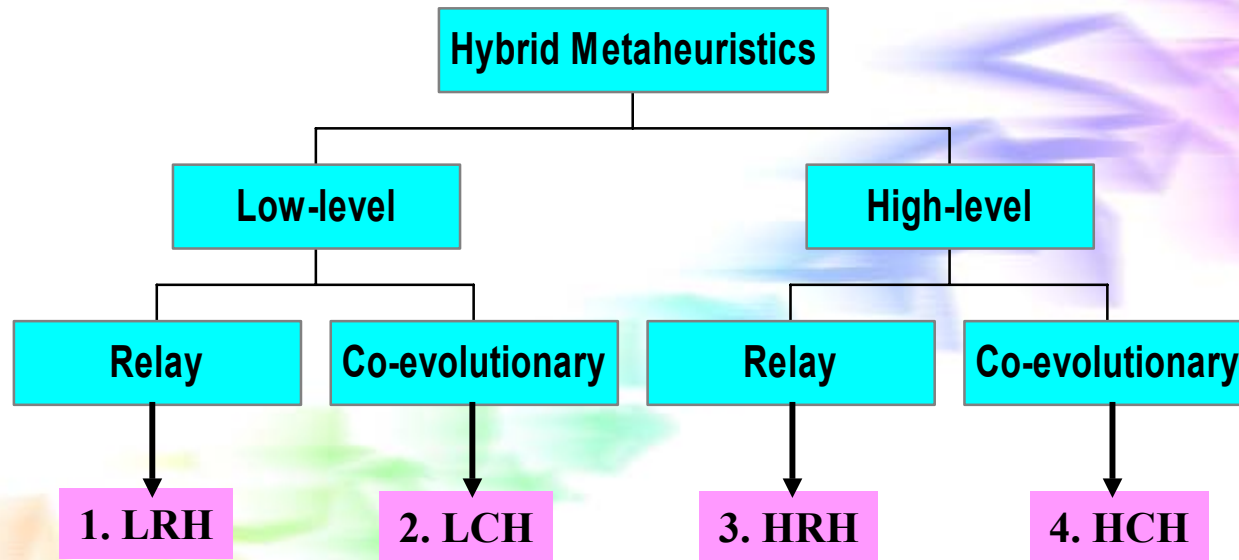 Hybrid Metaheuristics
Low-level
High-level
Relay
Co-evolutionary
Relay
Co-evolutionary
1. LRH
2. LCH
3. HRH
4. HCH